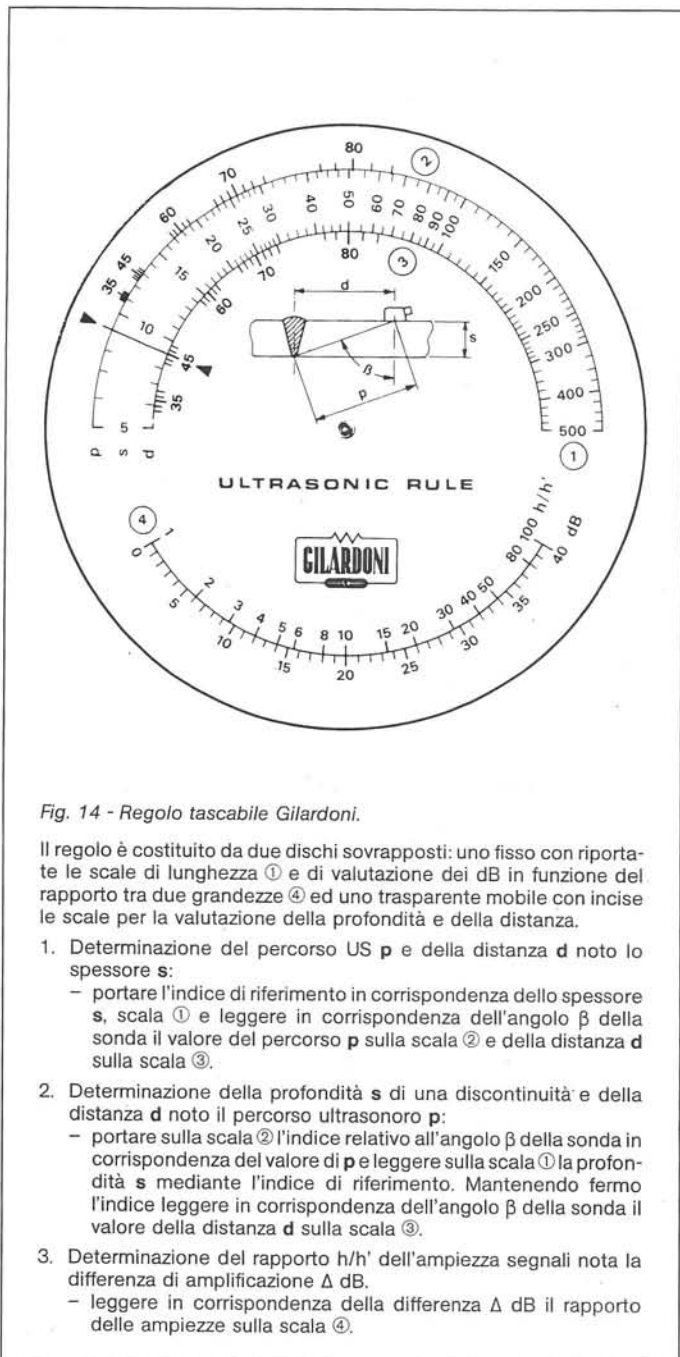 80
70
60
45
35
②
50
60
70
80
90
100
150
200
250
300
400
500
40
30
25
20
15
10
5
80
70
60
45
35
③
①
p s d
d
s
β
p
ULTRASONIC RULE
GILARDONI
④
1 2 3 4 5 6 8 10 15 20 30 40 50 80 100 h/h'
0 5 10 15 20 25 30 35 40 dB
Fig. 14 - Regolo tascabile Gilardoni.
Il regolo è costituito da due dischi sovrapposti: uno fisso con riporta-
te le scale di lunghezza ① e di valutazione dei dB in funzione del
rapporto tra due grandezze ④ ed uno trasparente mobile con incise
le scale per la valutazione della profondità e della distanza.
1. Determinazione del percorso US p e della distanza d noto lo
spessore s:
– portare l'indice di riferimento in corrispondenza dello spessore
s, scala ① e leggere in corrispondenza dell'angolo β della
sonda il valore del percorso p sulla scala ② e della distanza d
sulla scala ③.
2. Determinazione della profondità s di una discontinuità e della
distanza d noto il percorso ultrasonoro p:
– portare sulla scala ② l'indice relativo all'angolo β della sonda in
corrispondenza del valore di p e leggere sulla scala ① la profon-
dità s mediante l'indice di riferimento. Mantenendo fermo
l'indice leggere in corrispondenza dell'angolo β della sonda il
valore della distanza d sulla scala ③.
3. Determinazione del rapporto h/h' dell'ampiezza segnali nota la
differenza di amplificazione Δ dB.
– leggere in corrispondenza della differenza Δ dB il rapporto
delle ampiezze sulla scala ④.